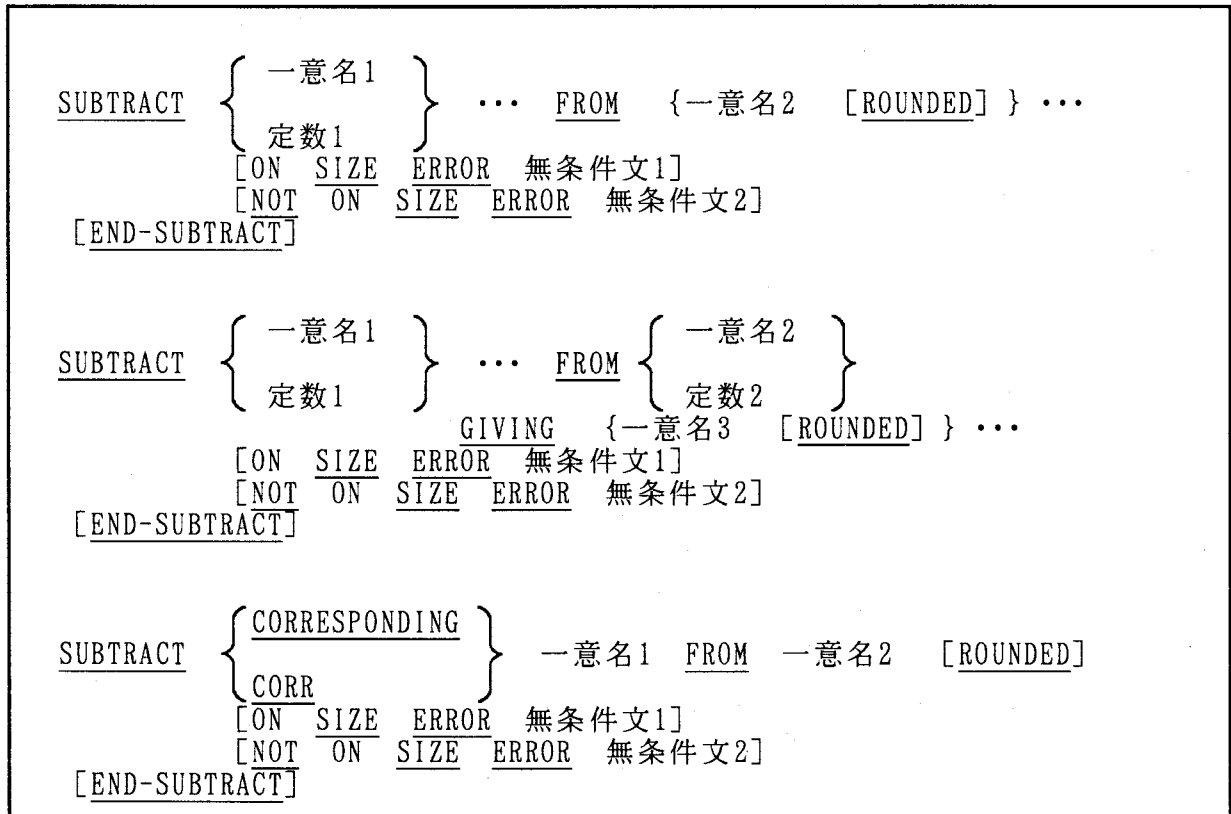 一意名1
SUBTRACT { } ··· FROM {一意名2 [ROUNDED] } ···
定数1
[ON SIZE ERROR 無条件文1]
[NOT ON SIZE ERROR 無条件文2]
[END-SUBTRACT]
一意名1 一意名2
SUBTRACT { } ··· FROM { }
定数1 定数2
GIVING {一意名3 [ROUNDED] } ···
[ON SIZE ERROR 無条件文1]
[NOT ON SIZE ERROR 無条件文2]
[END-SUBTRACT]
CORRESPONDING
SUBTRACT { } 一意名1 FROM 一意名2 [ROUNDED]
CORR
[ON SIZE ERROR 無条件文1]
[NOT ON SIZE ERROR 無条件文2]
[END-SUBTRACT]